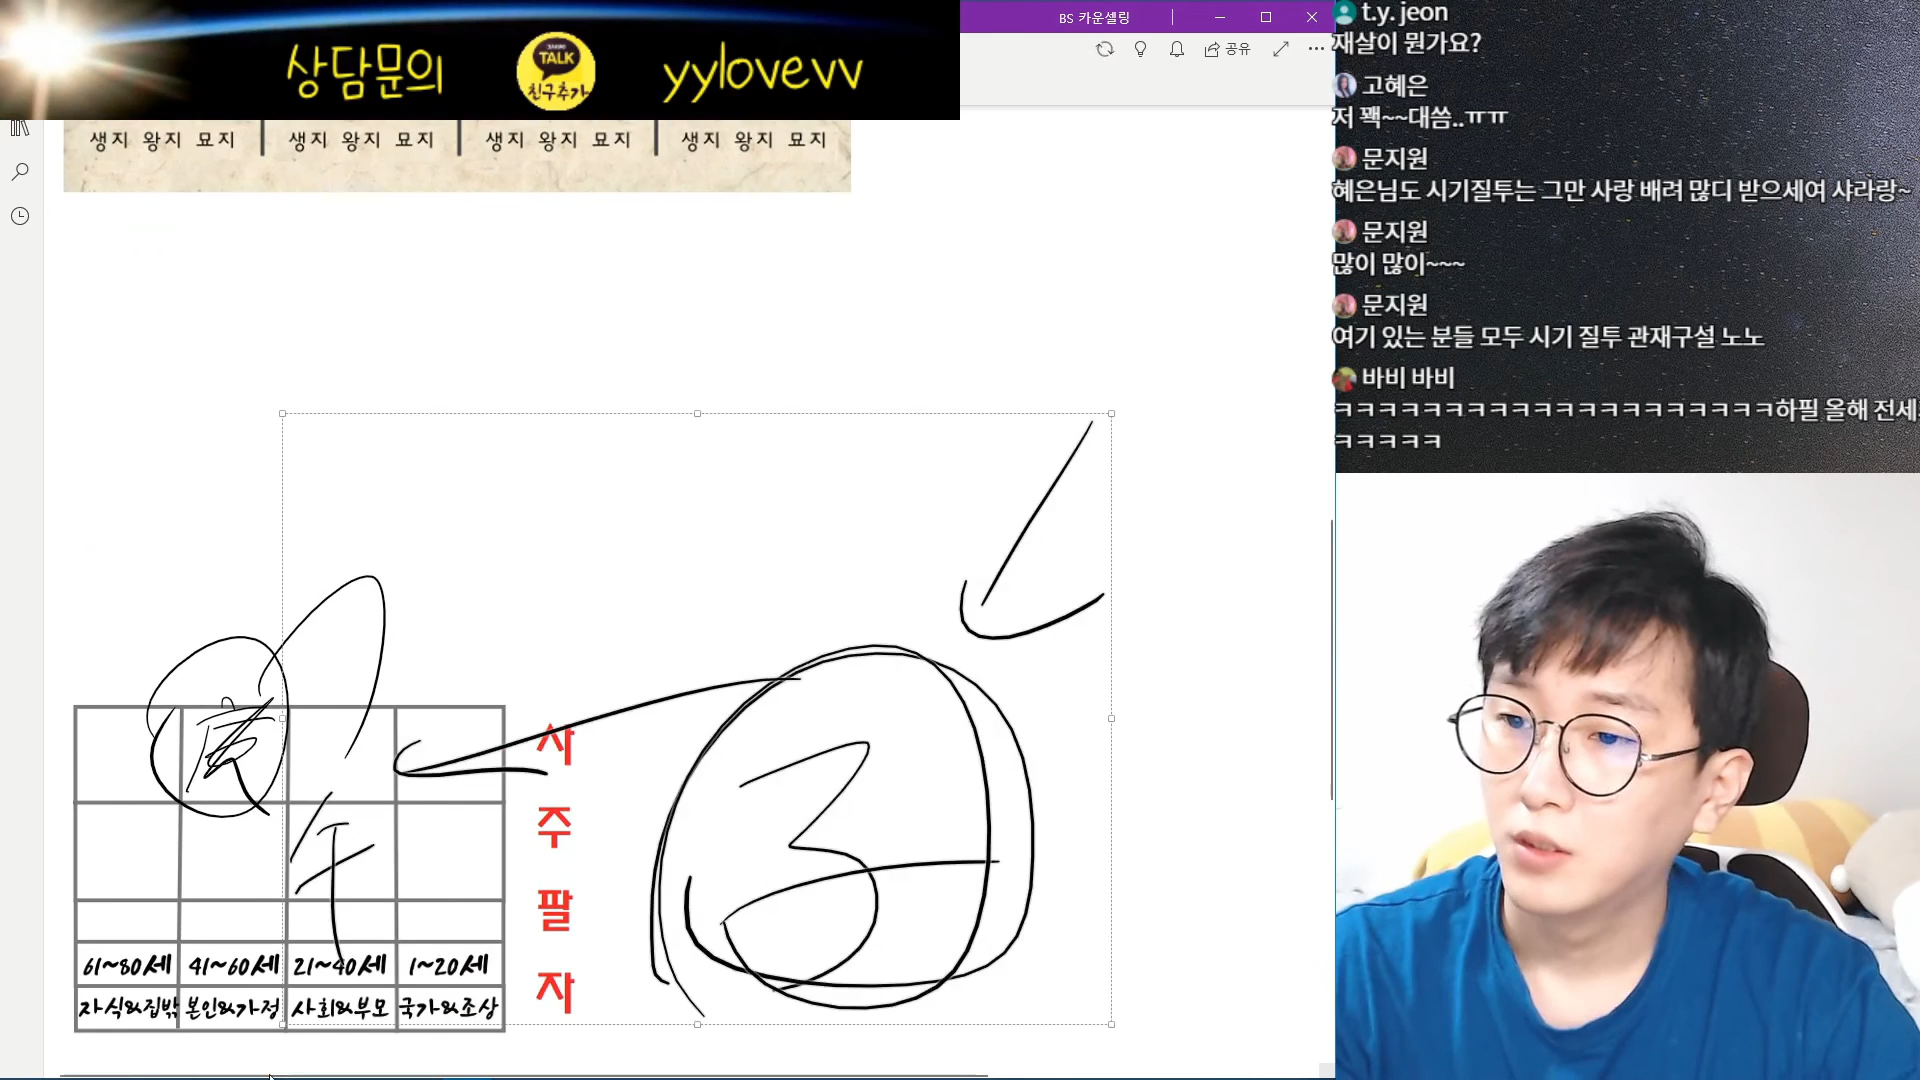 상담문의
TALK
친구추가
yylovevv
BS 카운셀링
공유
생지 왕지 묘지
생지 왕지 묘지
생지 왕지 묘지
생지 왕지 묘지
庚
午
3
사
주
팔
자
61~80세
41~60세
21~40세
1~20세
자식&집밖
본인&가정
사회&부모
국가&조상
t.y. jeon
재살이 뭔가요?
고혜은
저 꽥~~대씀..ㅠㅠ
문지원
혜은님도 시기질투는 그만 사랑 배려 많디 받으세여 샤라랑~
문지원
많이 많이~~~
문지원
여기 있는 분들 모두 시기 질투 관재구설 노노
바비 바비
ㅋㅋㅋㅋㅋㅋㅋㅋㅋㅋㅋㅋㅋㅋㅋㅋㅋㅋㅋㅋ하필 올해 전세
ㅋㅋㅋㅋㅋ